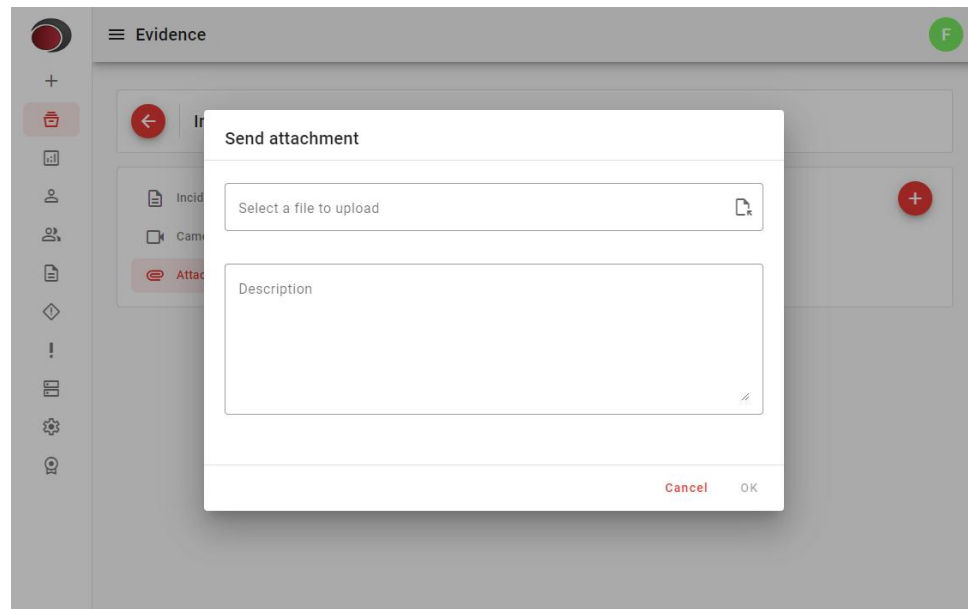 Evidence
F
Send attachment
Select a file to upload
Description
Cancel
OK